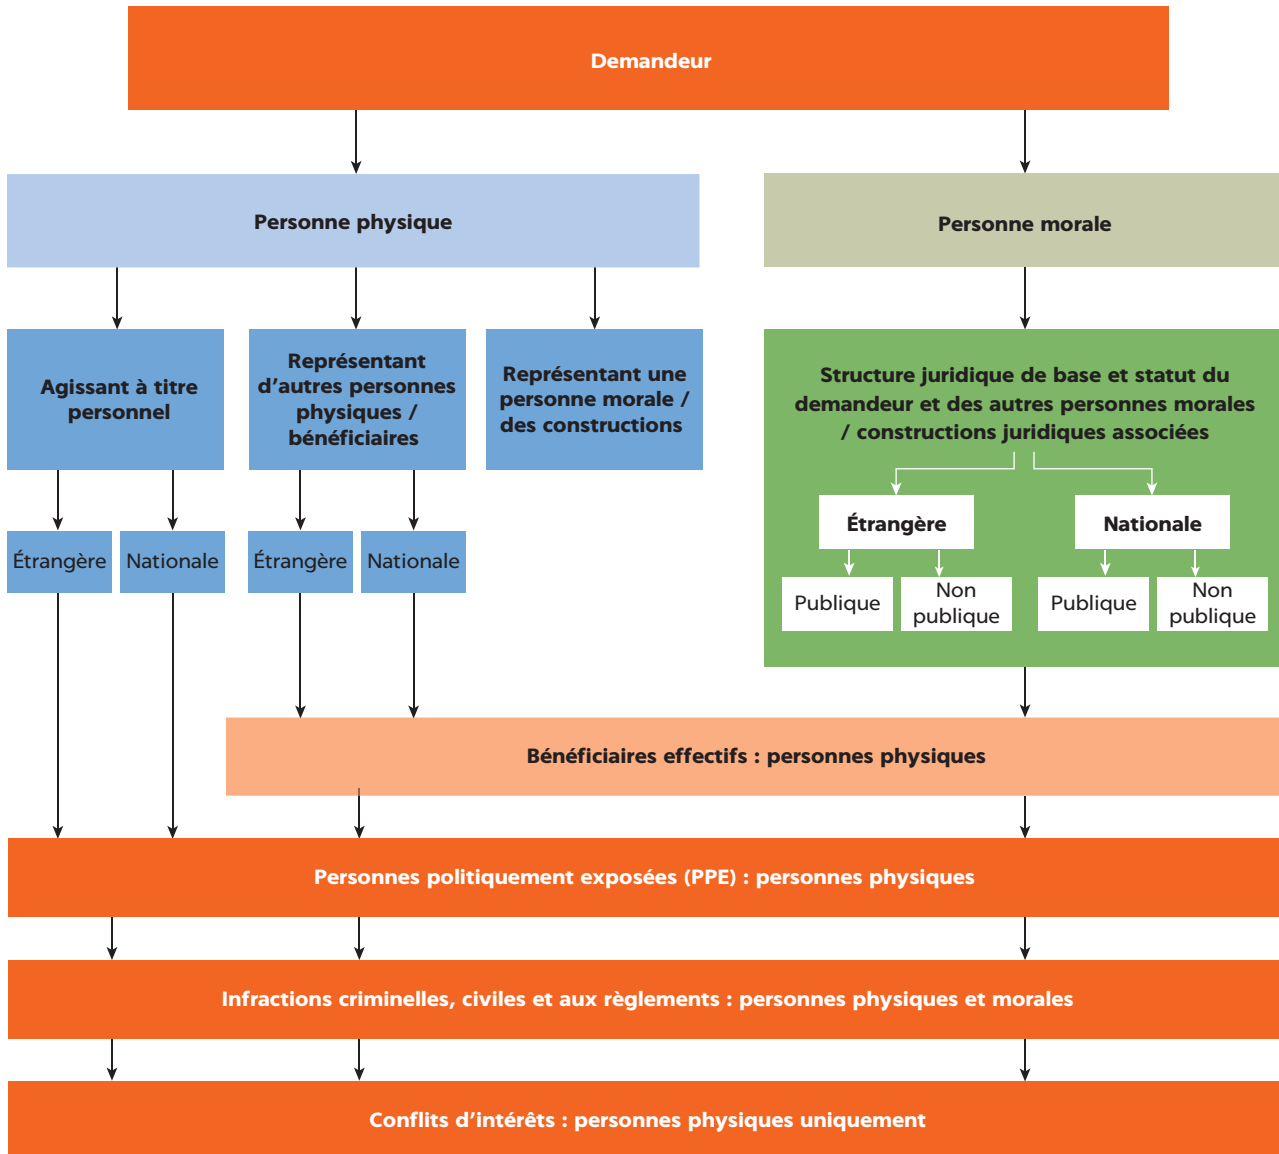 Demandeur
Personne physique
Personne morale
Agissant à titre
personnel
Représentant
d’autres personnes
physiques /
bénéficiaires
Représentant une
personne morale /
des constructions
Structure juridique de base et statut du
demandeur et des autres personnes morales
/ constructions juridiques associées
Étrangère
Nationale
Étrangère
Nationale
Étrangère
Nationale
Publique
Non
publique
Publique
Non
publique
Bénéficiaires effectifs : personnes physiques
Personnes politiquement exposées (PPE) : personnes physiques
Infractions criminelles, civiles et aux règlements : personnes physiques et morales
Conflits d’intérêts : personnes physiques uniquement